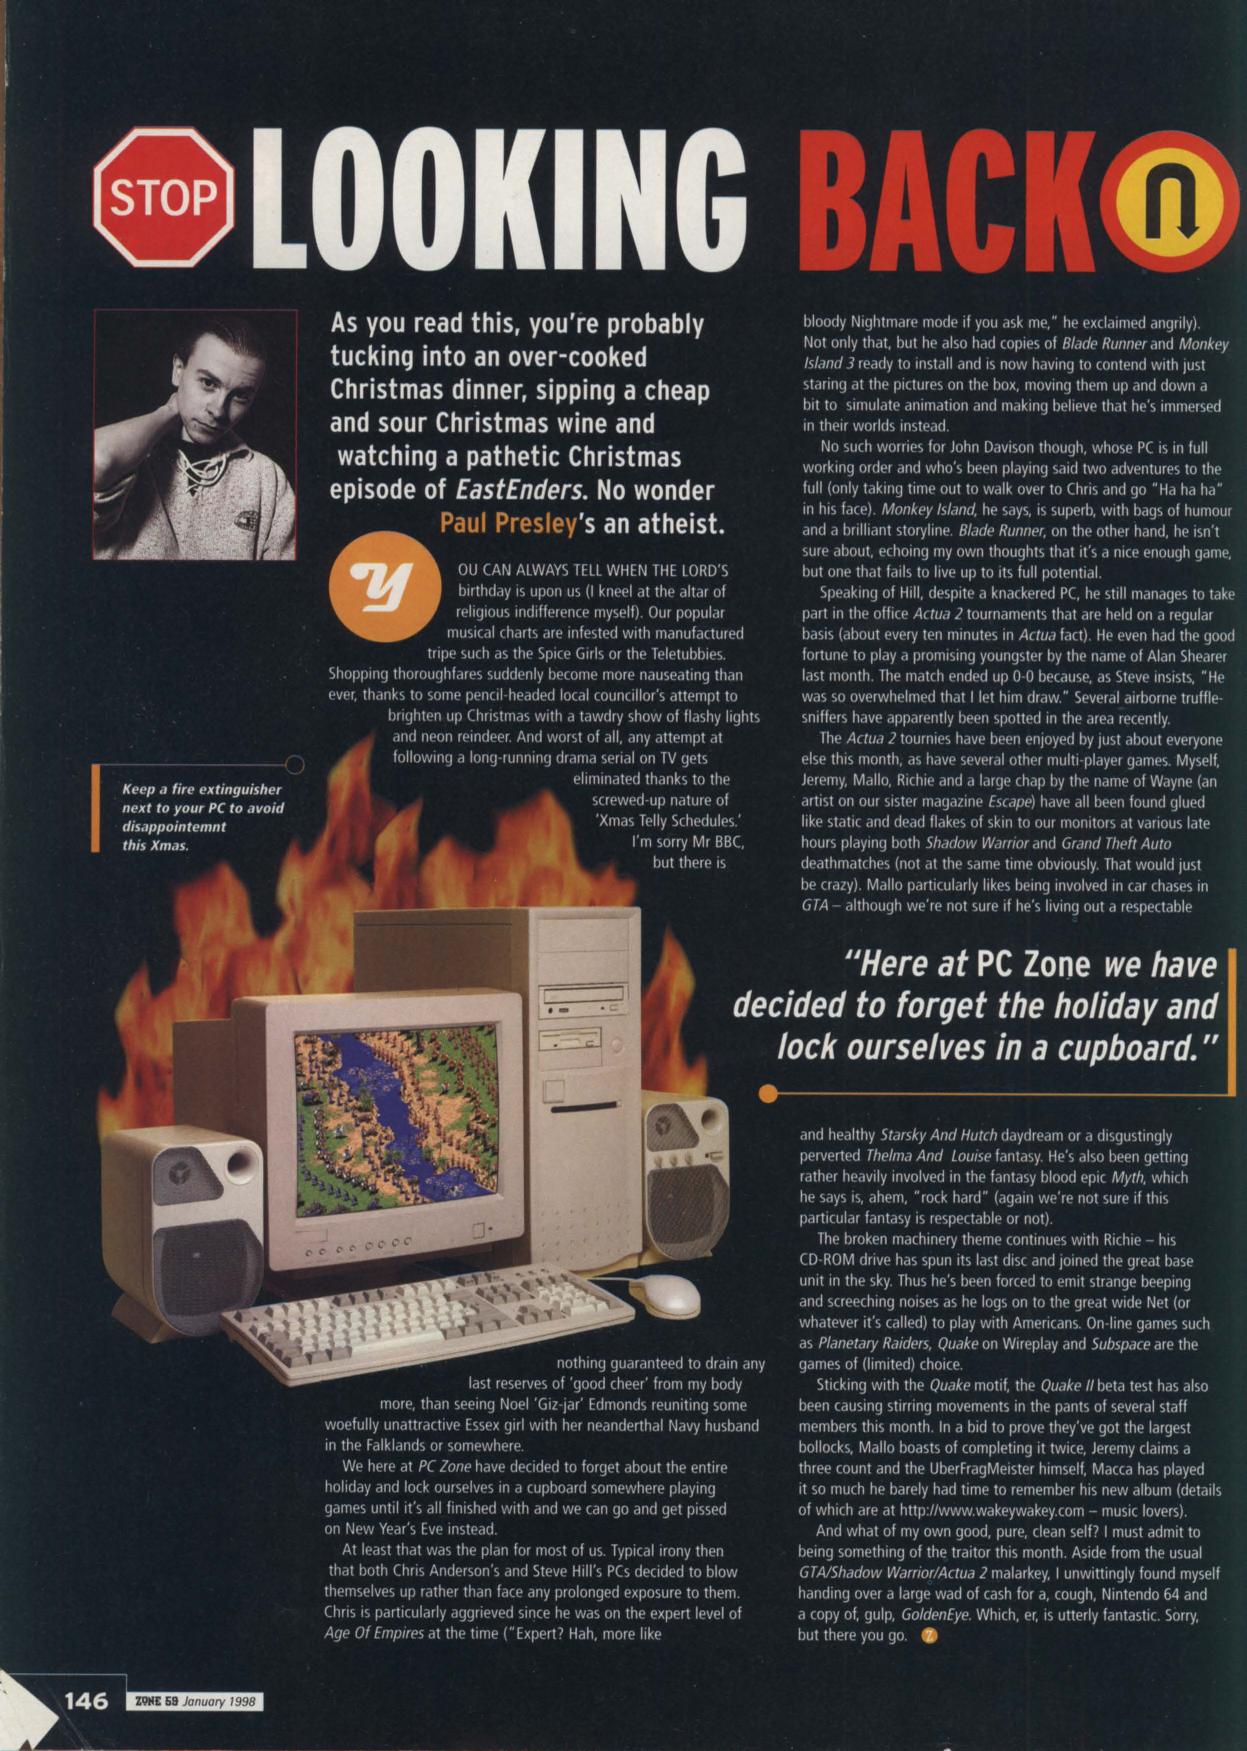 STOP
LOOKING BACK
As you read this, you're probably
tucking into an over-cooked
Christmas dinner, sipping a cheap
and sour Christmas wine and
watching a pathetic Christmas
episode of EastEnders. No wonder
Paul Presley's an atheist.
YOU CAN ALWAYS TELL WHEN THE LORD'S
birthday is upon us (I kneel at the altar of
religious indifference myself). Our popular
musical charts are infested with manufactured
tripe such as the Spice Girls or the Teletubbies.
Shopping thoroughfares suddenly become more nauseating than
ever, thanks to some pencil-headed local councillor's attempt to
brighten up Christmas with a tawdry show of flashy lights
and neon reindeer. And worst of all, any attempt at
following a long-running drama serial on TV gets
eliminated thanks to the
screwed-up nature of
'Xmas Telly Schedules.'
I'm sorry Mr BBC,
but there is
Keep a fire extinguisher
next to your PC to avoid
disappointemnt
this Xmas.
nothing guaranteed to drain any
last reserves of 'good cheer' from my body
more, than seeing Noel 'Giz-jar' Edmonds reuniting some
woefully unattractive Essex girl with her neanderthal Navy husband
in the Falklands or somewhere.
We here at PC Zone have decided to forget about the entire
holiday and lock ourselves in a cupboard somewhere playing
games until it's all finished with and we can go and get pissed
on New Year's Eve instead.
At least that was the plan for most of us. Typical irony then
that both Chris Anderson's and Steve Hill's PCs decided to blow
themselves up rather than face any prolonged exposure to them.
Chris is particularly aggrieved since he was on the expert level of
Age Of Empires at the time ("Expert? Hah, more like
bloody Nightmare mode if you ask me," he exclaimed angrily).
Not only that, but he also had copies of Blade Runner and Monkey
Island 3 ready to install and is now having to contend with just
staring at the pictures on the box, moving them up and down a
bit to simulate animation and making believe that he's immersed
in their worlds instead.
No such worries for John Davison though, whose PC is in full
working order and who's been playing said two adventures to the
full (only taking time out to walk over to Chris and go "Ha ha ha"
in his face). Monkey Island, he says, is superb, with bags of humour
and a brilliant storyline. Blade Runner, on the other hand, he isn't
sure about, echoing my own thoughts that it's a nice enough game,
but one that fails to live up to its full potential.
Speaking of Hill, despite a knackered PC, he still manages to take
part in the office Actua 2 tournaments that are held on a regular
basis (about every ten minutes in Actua fact). He even had the good
fortune to play a promising youngster by the name of Alan Shearer
last month. The match ended up 0-0 because, as Steve insists, "He
was so overwhelmed that I let him draw." Several airborne truffle-
sniffers have apparently been spotted in the area recently.
The Actua 2 tournies have been enjoyed by just about everyone
else this month, as have several other multi-player games. Myself,
Jeremy, Mallo, Richie and a large chap by the name of Wayne (an
artist on our sister magazine Escape) have all been found glued
like static and dead flakes of skin to our monitors at various late
hours playing both Shadow Warrior and Grand Theft Auto
deathmatches (not at the same time obviously. That would just
be crazy). Mallo particularly likes being involved in car chases in
GTA – although we're not sure if he's living out a respectable
"Here at PC Zone we have
decided to forget the holiday and
lock ourselves in a cupboard."
and healthy Starsky And Hutch daydream or a disgustingly
perverted Thelma And Louise fantasy. He's also been getting
rather heavily involved in the fantasy blood epic Myth, which
he says is, ahem, "rock hard" (again we're not sure if this
particular fantasy is respectable or not).
The broken machinery theme continues with Richie – his
CD-ROM drive has spun its last disc and joined the great base
unit in the sky. Thus he's been forced to emit strange beeping
and screeching noises as he logs on to the great wide Net (or
whatever it's called) to play with Americans. On-line games such
as Planetary Raiders, Quake on Wireplay and Subspace are the
games of (limited) choice.
Sticking with the Quake motif, the Quake II beta test has also
been causing stirring movements in the pants of several staff
members this month. In a bid to prove they've got the largest
bollocks, Mallo boasts of completing it twice, Jeremy claims a
three count and the UberFragMeister himself, Macca has played
it so much he barely had time to remember his new album (details
of which are at http://www.wakeywakey.com – music lovers).
And what of my own good, pure, clean self? I must admit to
being something of the traitor this month. Aside from the usual
GTA/Shadow Warrior/Actua 2 malarkey, I unwittingly found myself
handing over a large wad of cash for a, cough, Nintendo 64 and
a copy of, gulp, GoldenEye. Which, er, is utterly fantastic. Sorry,
but there you go. Z
146 ZONE 59 January 1998